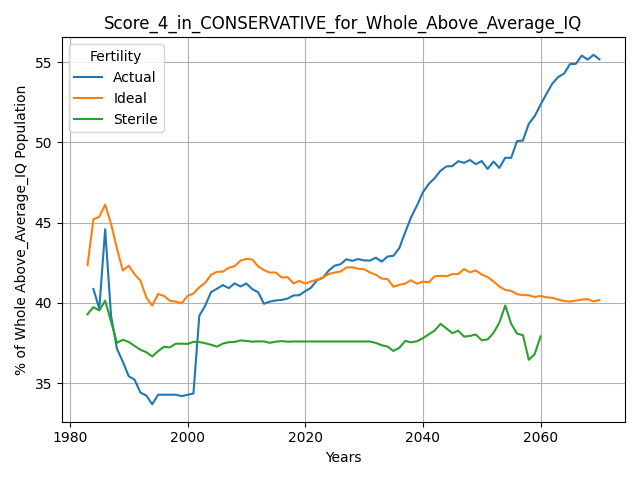 Score_4_in_CONSERVATIVE_for_Whole_Above_Average_IQ
Fertility
Actual
Ideal
Sterile
% of Whole Above_Average_IQ Population
55
50
45
40
35
1980
2000
2020
2040
2060
Years